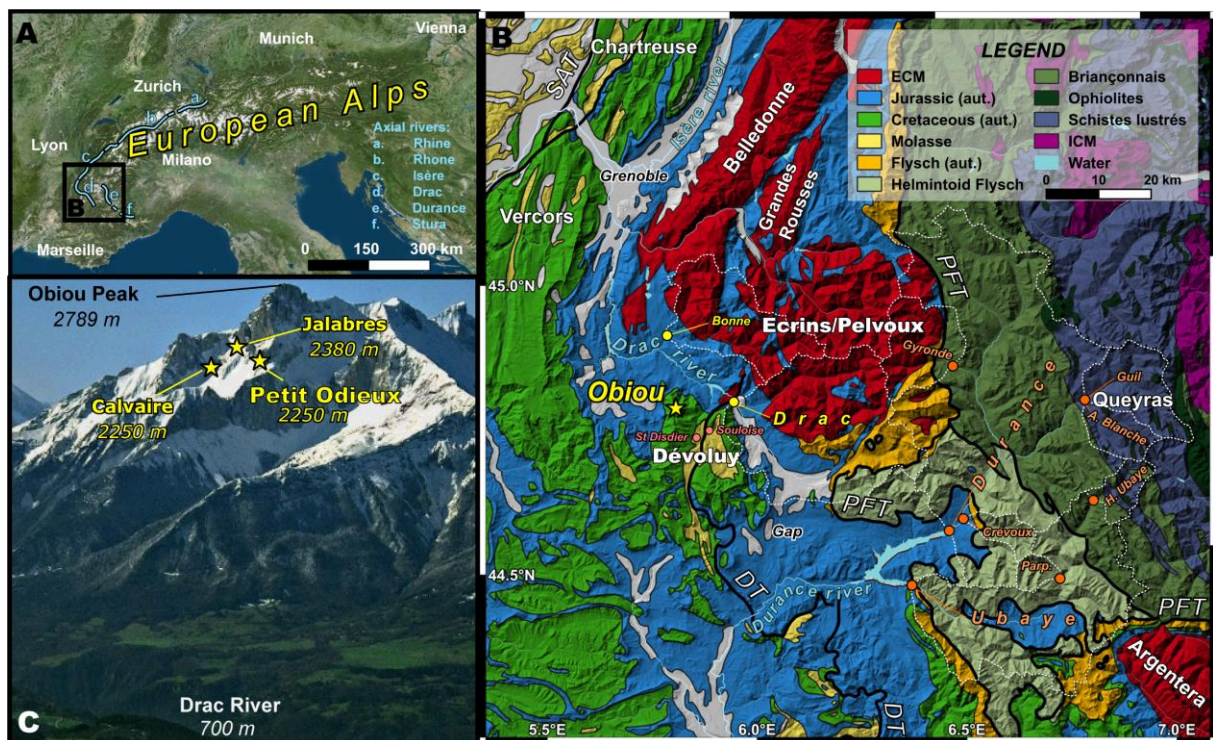 A
Vienna
Munich
Zurich
European Alps
Lyon
Milano
Marseille
a
b
c
d
e
f
B
Axial rivers:
a. Rhine
b. Rhone
c. Isère
d. Drac
e. Durance
f. Stura
0 150 300 km
Obiou Peak
2789 m
Jalabres
2380 m
Calvaire
2250 m
Petit Odieux
2250 m
Drac River
700 m
C
B
Chartreuse
SAT
Isère river
Belledonne
Grenoble
Grandes
Rousses
Vercors
LEGEND
ECM
Jurassic (aut.)
Cretaceous (aut.)
Molasse
Flysch (aut.)
Helmintoid Flysch
Briançonnais
Ophiolites
Schistes lustrés
ICM
Water
0 10 20 km
45.0°N
PFT
Bonne
Ecrins/Pelvoux
Drac river
Gyronde
Obiou
Drac
Durance
Guil
Queyras
A. Blanche
St Disdier
Souloise
Dévoluy
H. Ubaye
PFT
Gap
Crevoux
44.5°N
Parp.
DT
Durance river
Ubaye
PFT
Argentera
DT
5.5°E
6.0°E
6.5°E
7.0°E